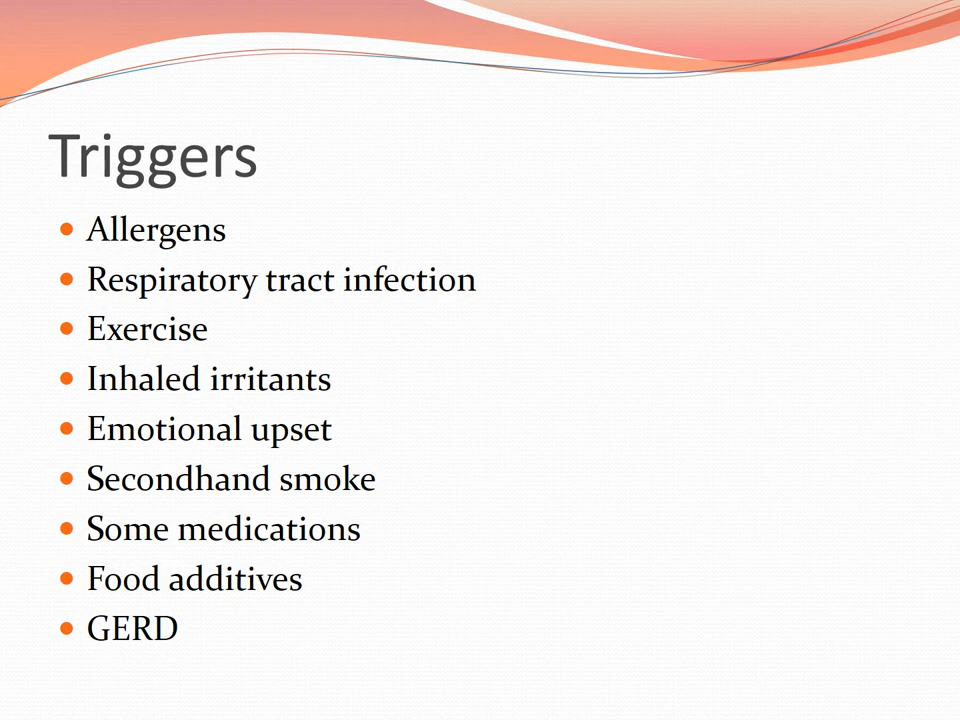 Triggers
Allergens
Respiratory tract infection
Exercise
Inhaled irritants
Emotional upset
Secondhand smoke
Some medications
Food additives
GERD